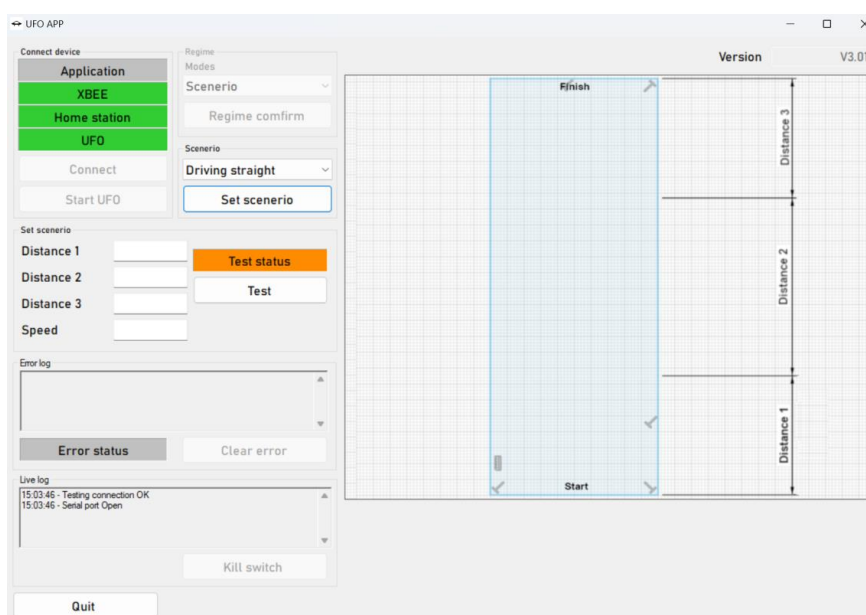 UFO APP
Connect device
Application
XBEE
Home station
UFO
Connect
Start UFO
Regime
Modes
Scenerio
Regime comfirm
Scenerio
Driving straight
Set scenerio
Version V3.01
Set scenerio
Distance 1
Distance 2
Distance 3
Speed
Test status
Test
Error log
Error status
Clear error
Live log
15:03:46 - Testing connection OK
15:03:46 - Serial port Open
Kill switch
Quit
Finish
Distance 3
Distance 2
Distance 1
Start